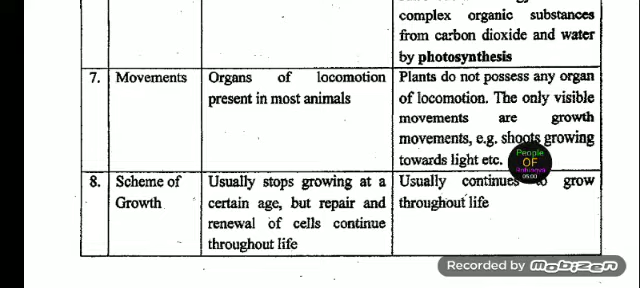 complex organic substances
from carbon dioxide and water
by photosynthesis
7. Movements Organs of locomotion present in most animals Plants do not possess any organ
of locomotion. The only visible
movements are growth
movements, e.g. shoots growing
towards light etc.
8. Scheme of Growth Usually stops growing at a
certain age, but repair and
renewal of cells continue
throughout life
Usually continues to grow
throughout life
People
OF
05:00
Recorded by mobizen